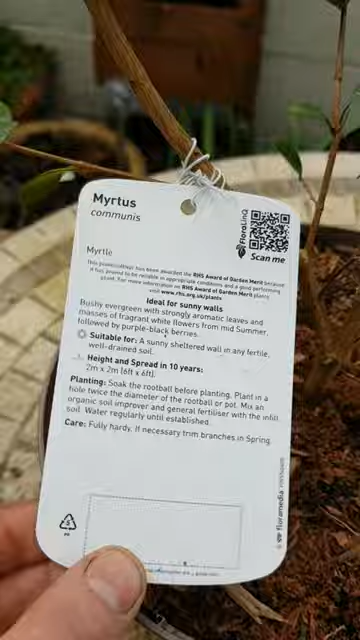 Myrtus
communis
FloraLinQ
Scan me
Myrtle
This plant/cultivar has been awarded the RHS Award of Garden Merit because
it has proved to be reliable in appropriate conditions and a good performing
plant. For more information on RHS Award of Garden Merit plants
visit www.rhs.org.uk/plants
Ideal for sunny walls
Bushy evergreen with strongly aromatic leaves and
masses of fragrant white flowers from mid Summer,
followed by purple-black berries.
Suitable for: A sunny sheltered wall in any fertile,
well-drained soil.
Height and Spread in 10 years:
2m x 2m (6ft x 6ft).
Planting: Soak the rootball before planting. Plant in a
hole twice the diameter of the rootball or pot. Mix an
organic soil improver and general fertiliser with the infill
soil. Water regularly until established.
Care: Fully hardy. If necessary trim branches in Spring.
5
floramedia